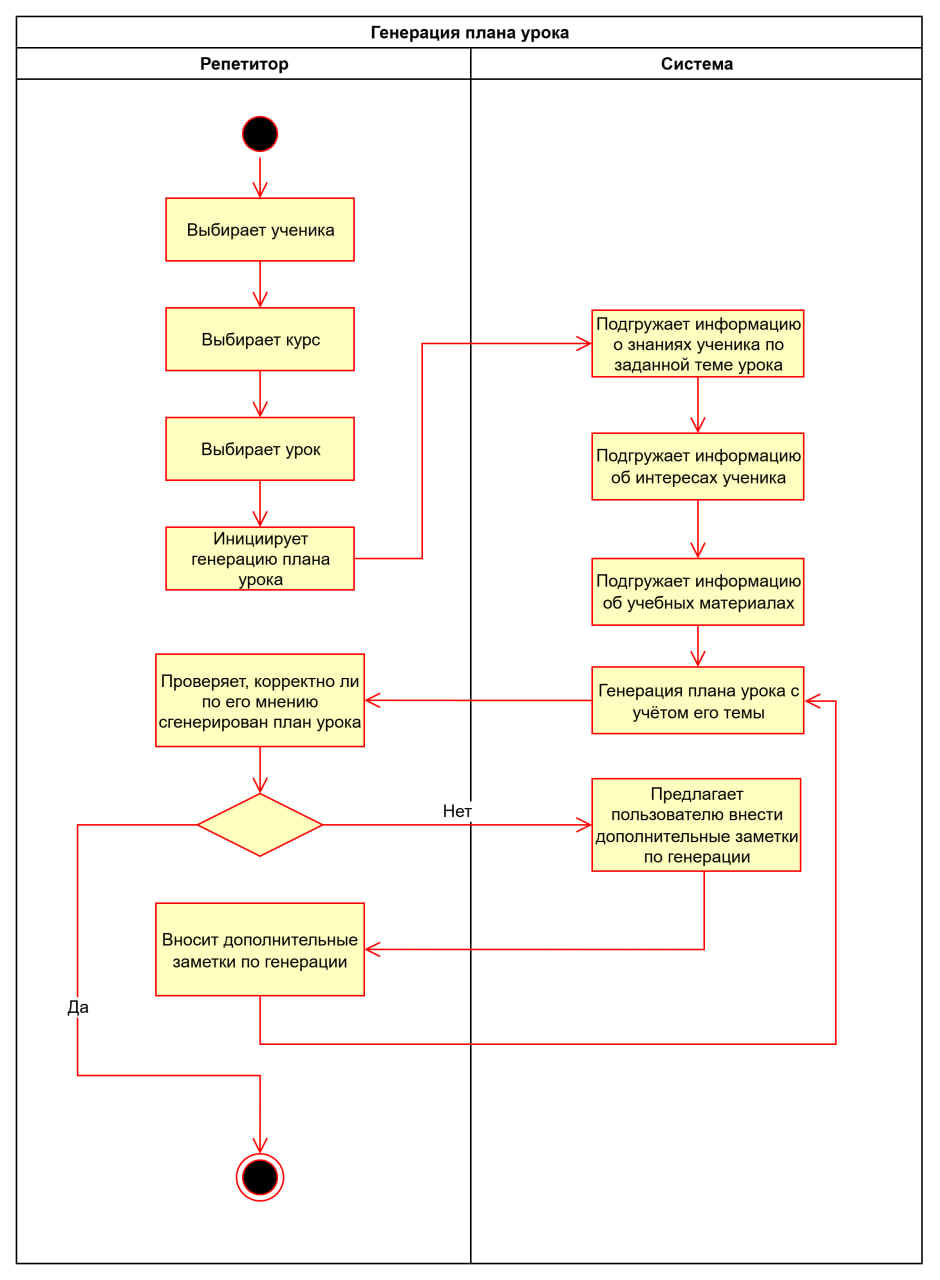 Генерация плана урока
Репетитор
Система
Выбирает ученика
Выбирает курс
Выбирает урок
Инициирует
генерацию плана
урока
Подгружает информацию
о знаниях ученика по
заданной теме урока
Подгружает информацию
об интересах ученика
Подгружает информацию
об учебных материалах
Генерация плана урока с
учётом его темы
Проверяет, корректно ли
по его мнению
сгенерирован план урока
Нет
Предлагает
пользователю внести
дополнительные заметки
по генерации
Вносит дополнительные
заметки по генерации
Да